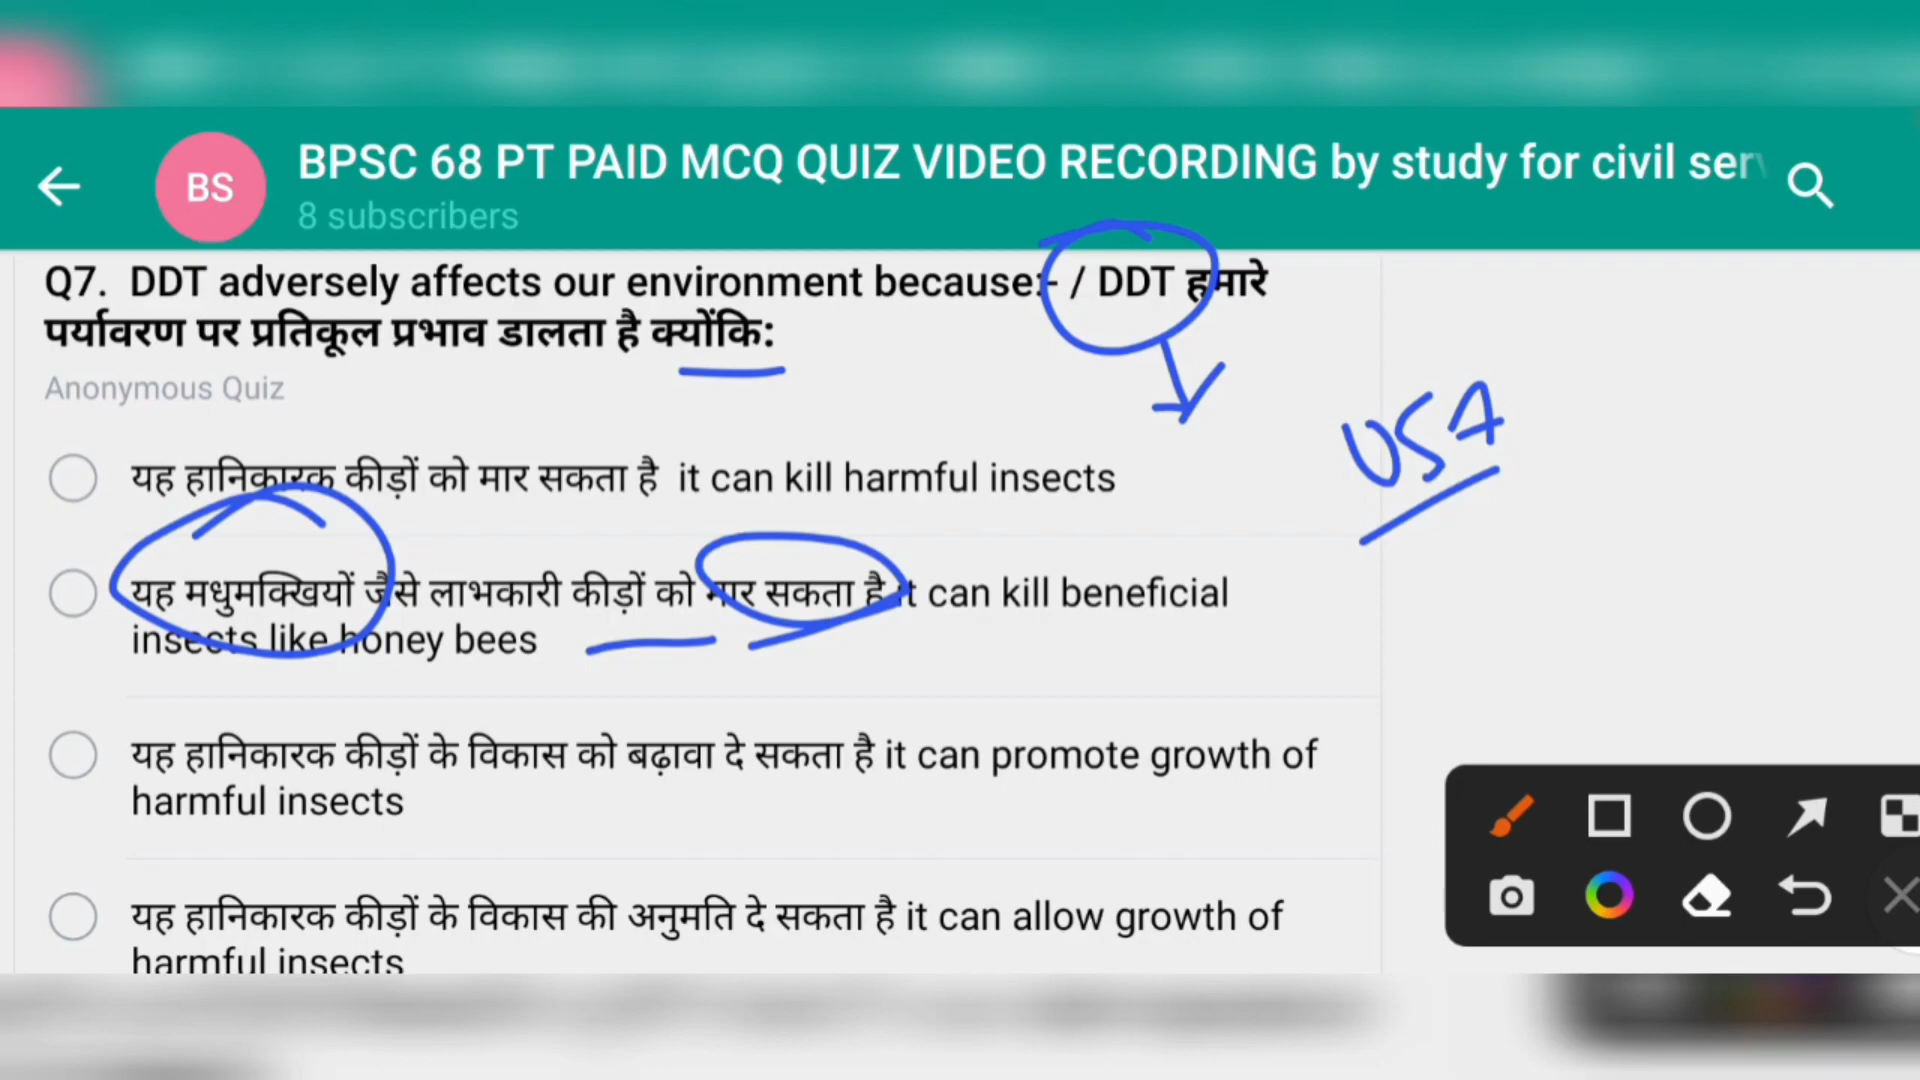 BS
BPSC 68 PT PAID MCQ QUIZ VIDEO RECORDING by study for civil serv
8 subscribers
Q7. DDT adversely affects our environment because:- / DDT हमारे
पर्यावरण पर प्रतिकूल प्रभाव डालता है क्योंकि:
Anonymous Quiz
USA
यह हानिकारक कीड़ों को मार सकता है it can kill harmful insects
यह मधुमक्खियों जैसे लाभकारी कीड़ों को मार सकता है it can kill beneficial
insects like honey bees
यह हानिकारक कीड़ों के विकास को बढ़ावा दे सकता है it can promote growth of
harmful insects
यह हानिकारक कीड़ों के विकास की अनुमति दे सकता है it can allow growth of
harmful insects